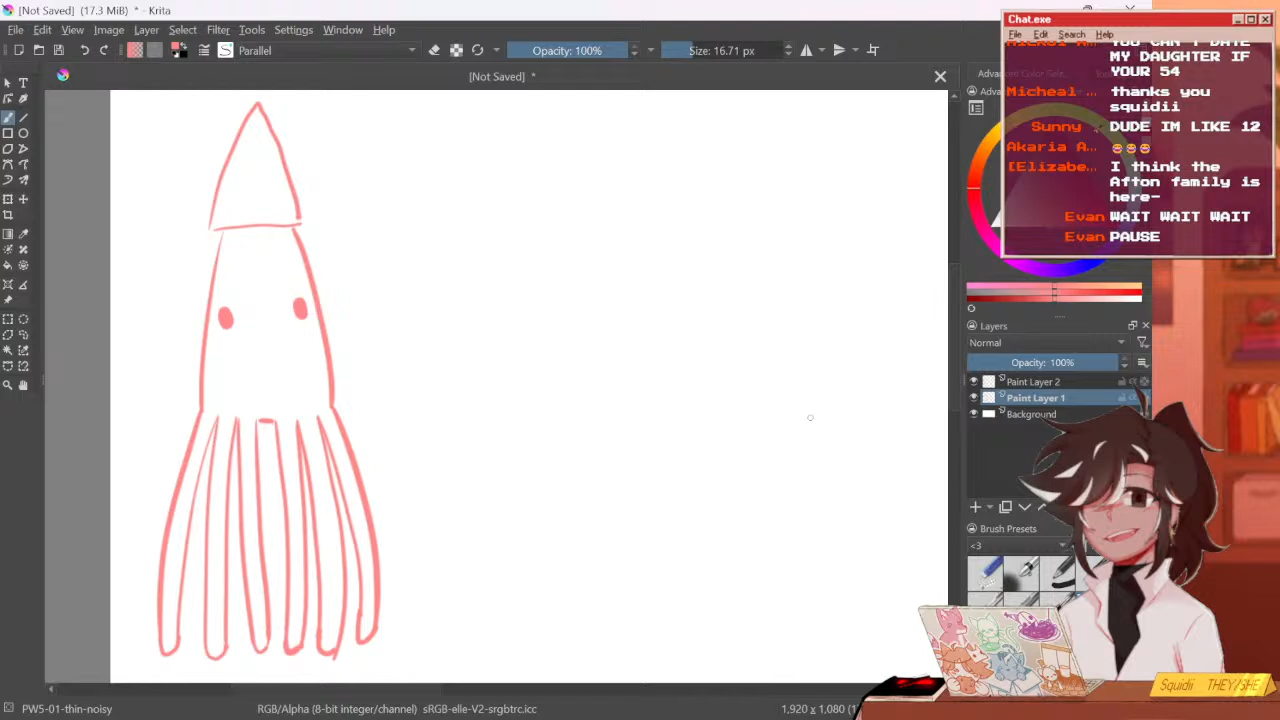 [Not Saved] (17.3 MiB) * - Krita
File Edit View Image Layer Select Filter Tools Settings Window Help
Parallel
Opacity: 100%
Size: 16.71 px
[Not Saved] *
Chat.exe
File Edit Search Help
YOU CAN'T DATE
MY DAUGHTER IF
YOUR 54
Micheal ... thanks you
squidii
Sunny DUDE IM LIKE 12
Akaria A... 😂😂😂
[Elizabe... I think the
Afton family is
here-
Evan WAIT WAIT WAIT
Evan PAUSE
Layers
Normal
Opacity: 100%
Paint Layer 2
Paint Layer 1
Background
Brush Presets
<3
Squidii THEY/SHE
PW5-01-thin-noisy
RGB/Alpha (8-bit integer/channel) sRGB-elle-V2-srgbtrc.icc
1,920 x 1,080 (1